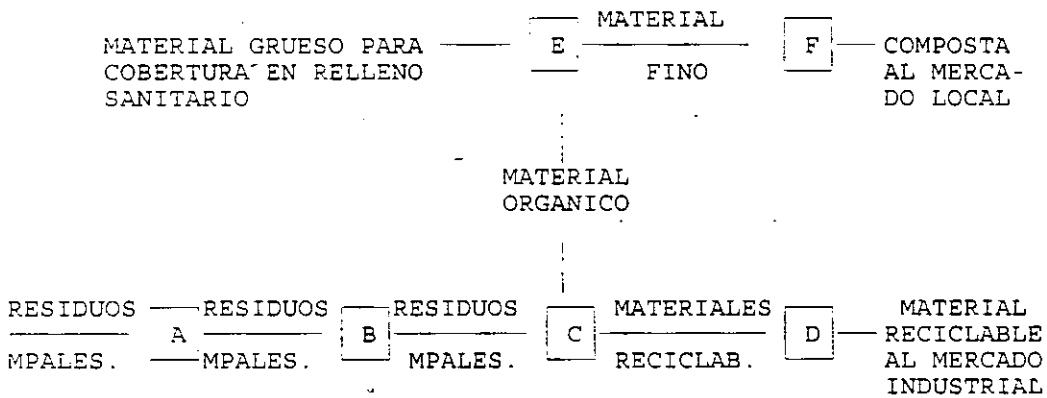 MATERIAL GRUESO PARA
COBERTURA EN RELLENO
SANITARIO
E
MATERIAL
FINO
F
COMPOSTA
AL MERCA-
DO LOCAL
MATERIAL
ORGANICO
RESIDUOS
MPALES.
A
RESIDUOS
MPALES.
B
RESIDUOS
MPALES.
C
MATERIALES
RECICLAB.
D
MATERIAL
RECICLABLE
AL MERCADO
INDUSTRIAL